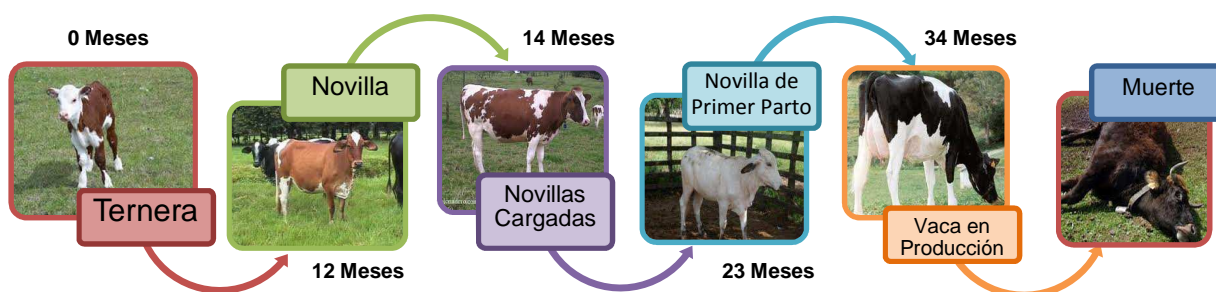 0 Meses
Ternera
Novilla
12 Meses
14 Meses
Novillas
Cargadas
Novilla de
Primer Parto
23 Meses
34 Meses
Vaca en
Producción
Muerte